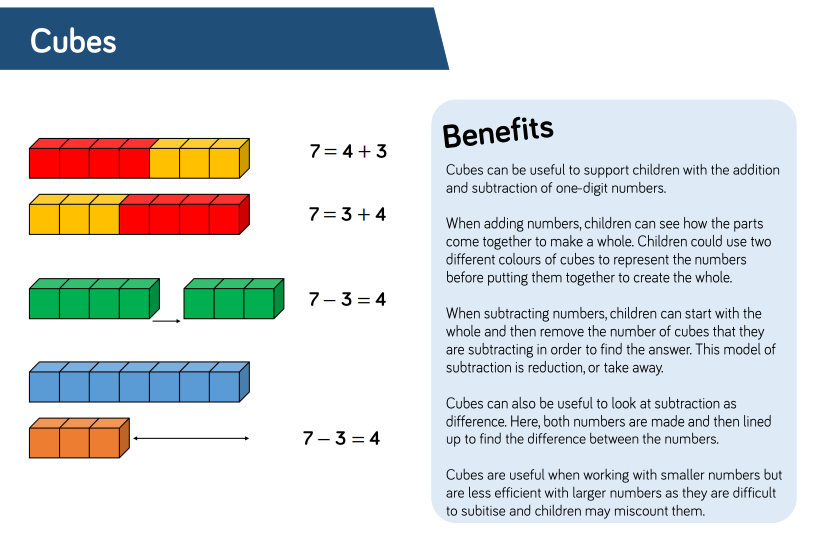 Cubes
7 = 4 + 3
7 = 3 + 4
7 − 3 = 4
7 − 3 = 4
Benefits
Cubes can be useful to support children with the addition
and subtraction of one-digit numbers.
When adding numbers, children can see how the parts
come together to make a whole. Children could use two
different colours of cubes to represent the numbers
before putting them together to create the whole.
When subtracting numbers, children can start with the
whole and then remove the number of cubes that they
are subtracting in order to find the answer. This model of
subtraction is reduction, or take away.
Cubes can also be useful to look at subtraction as
difference. Here, both numbers are made and then lined
up to find the difference between the numbers.
Cubes are useful when working with smaller numbers but
are less efficient with larger numbers as they are difficult
to subitise and children may miscount them.